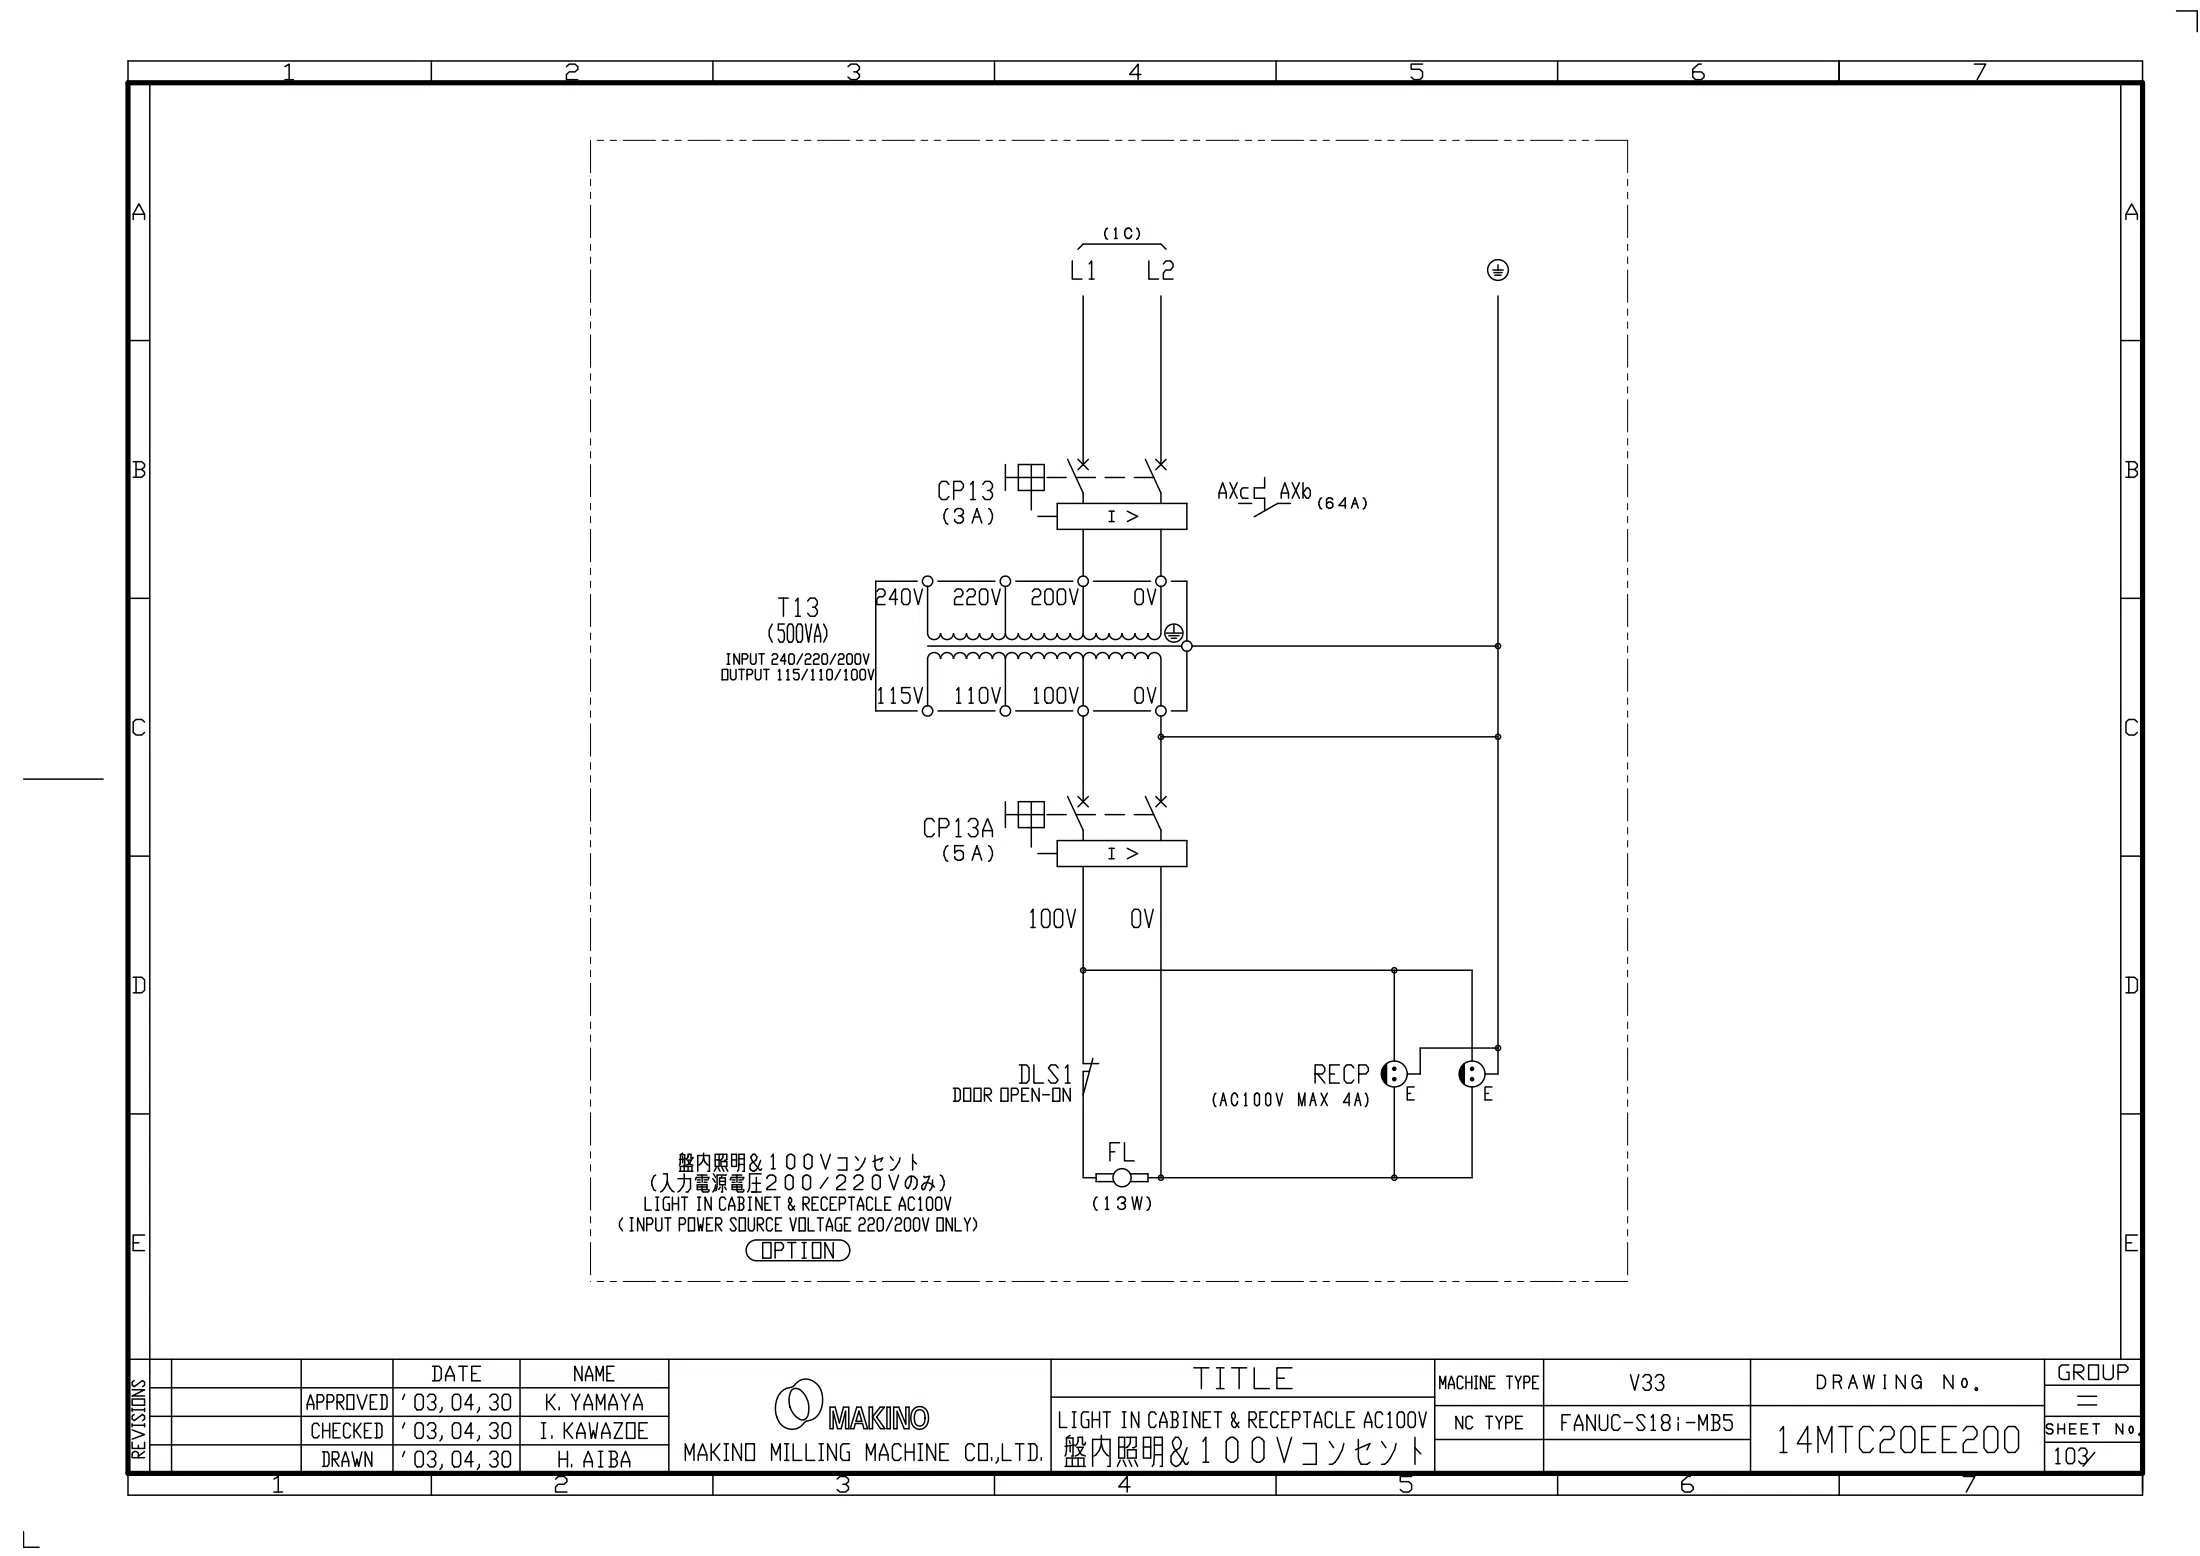 1 2 3 4 5 6 7
A A
(1C)
L1 L2
B B
CP13
(3A)
I >
AXc AXb (64A)
240V 220V 200V 0V
T13
(500VA)
INPUT 240/220/200V
OUTPUT 115/110/100V
115V 110V 100V 0V
C C
CP13A
(5A)
I >
100V 0V
D D
DLS1
DOOR OPEN-ON
RECP
(AC100V MAX 4A)
E E
FL
(13W)
盤内照明&100Vコンセント
(入力電源電圧200/220Vのみ)
LIGHT IN CABINET & RECEPTACLE AC100V
(INPUT POWER SOURCE VOLTAGE 220/200V ONLY)
OPTION
E E
REVISIONS
DATE NAME
APPROVED '03,04,30 K. YAMAYA
CHECKED '03,04,30 I. KAWAZOE
DRAWN '03,04,30 H. AIBA
MAKINO
MAKINO MILLING MACHINE CO.,LTD.
TITLE
LIGHT IN CABINET & RECEPTACLE AC100V
盤内照明&100Vコンセント
MACHINE TYPE V33
NC TYPE FANUC-S18i-MB5
DRAWING No.
14MTC20EE200
GROUP
=
SHEET No.
103/
1 2 3 4 5 6 7